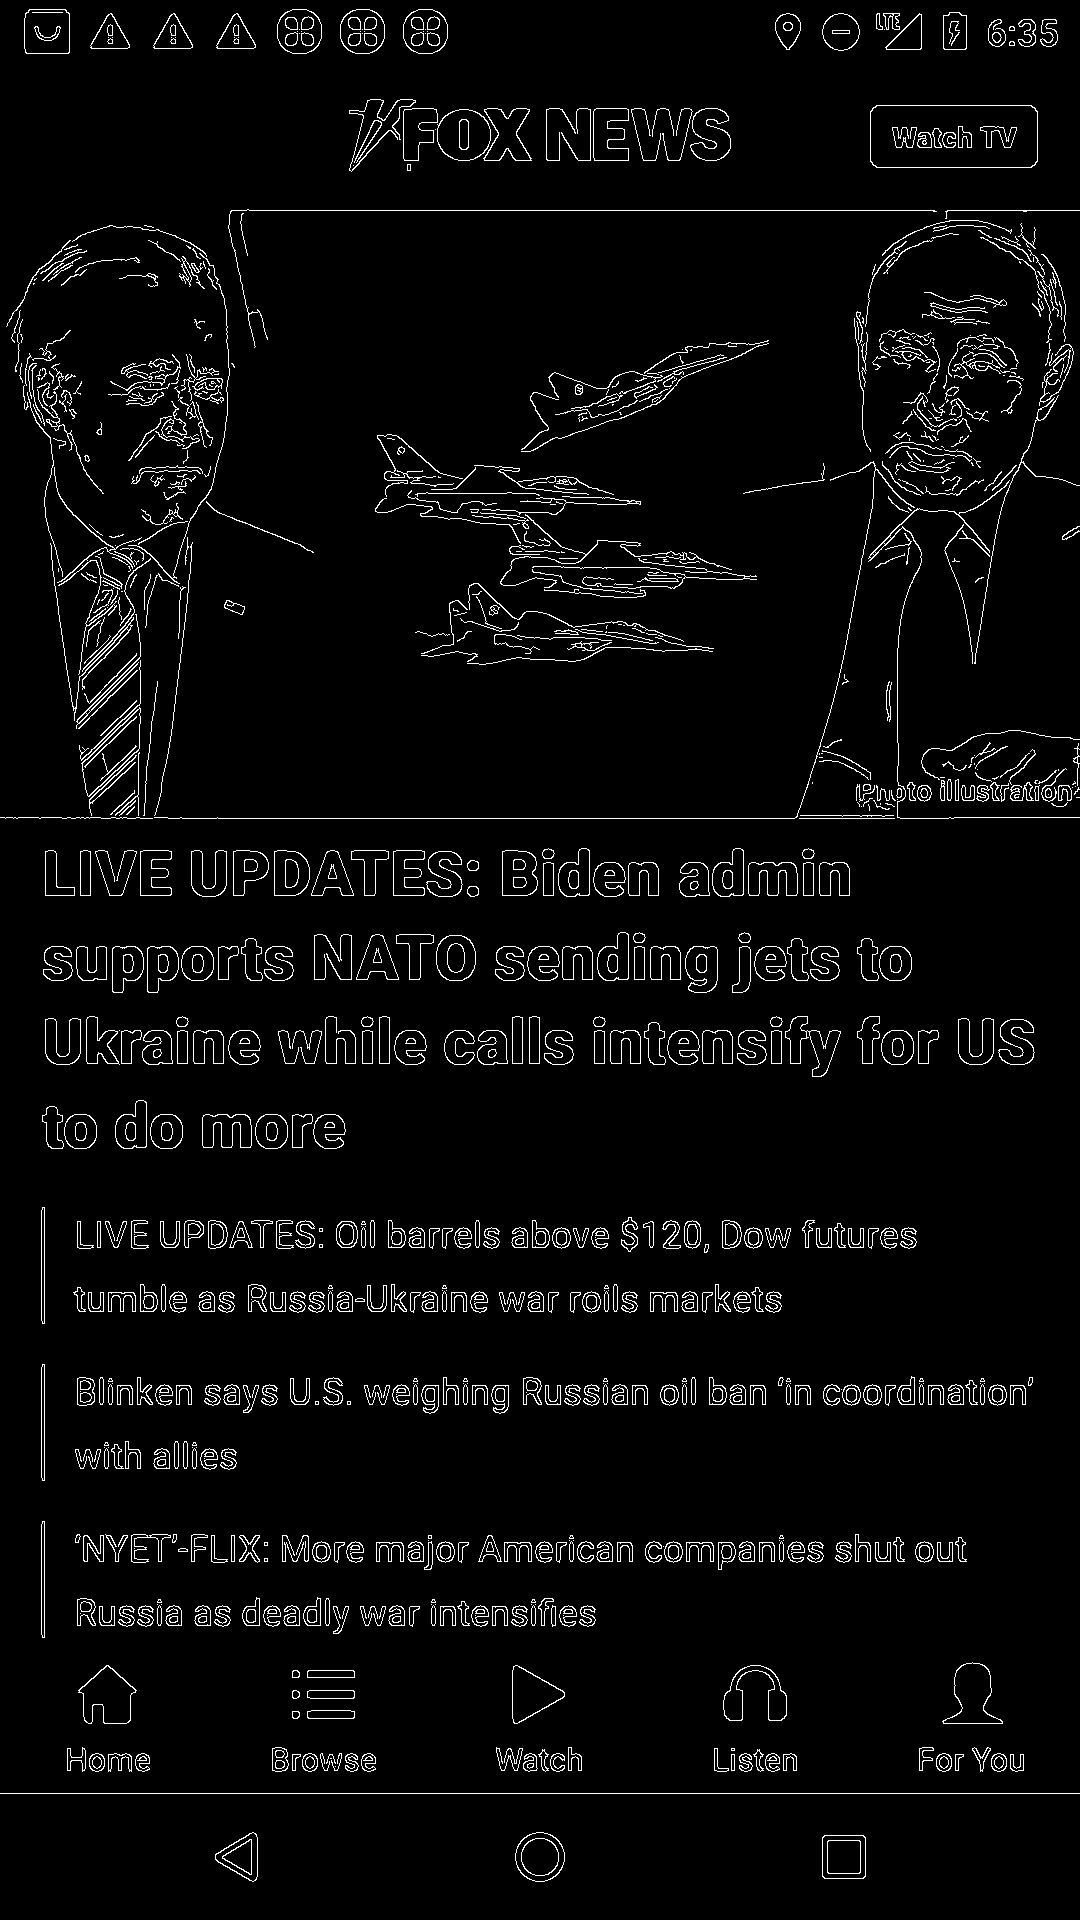 LTE 6:35
FOX NEWS
Watch TV
Photo illustration
LIVE UPDATES: Biden admin
supports NATO sending jets to
Ukraine while calls intensify for US
to do more
LIVE UPDATES: Oil barrels above $120, Dow futures
tumble as Russia-Ukraine war roils markets
Blinken says U.S. weighing Russian oil ban ‘in coordination’
with allies
‘NYET’-FLIX: More major American companies shut out
Russia as deadly war intensifies
Home Browse Watch Listen For You